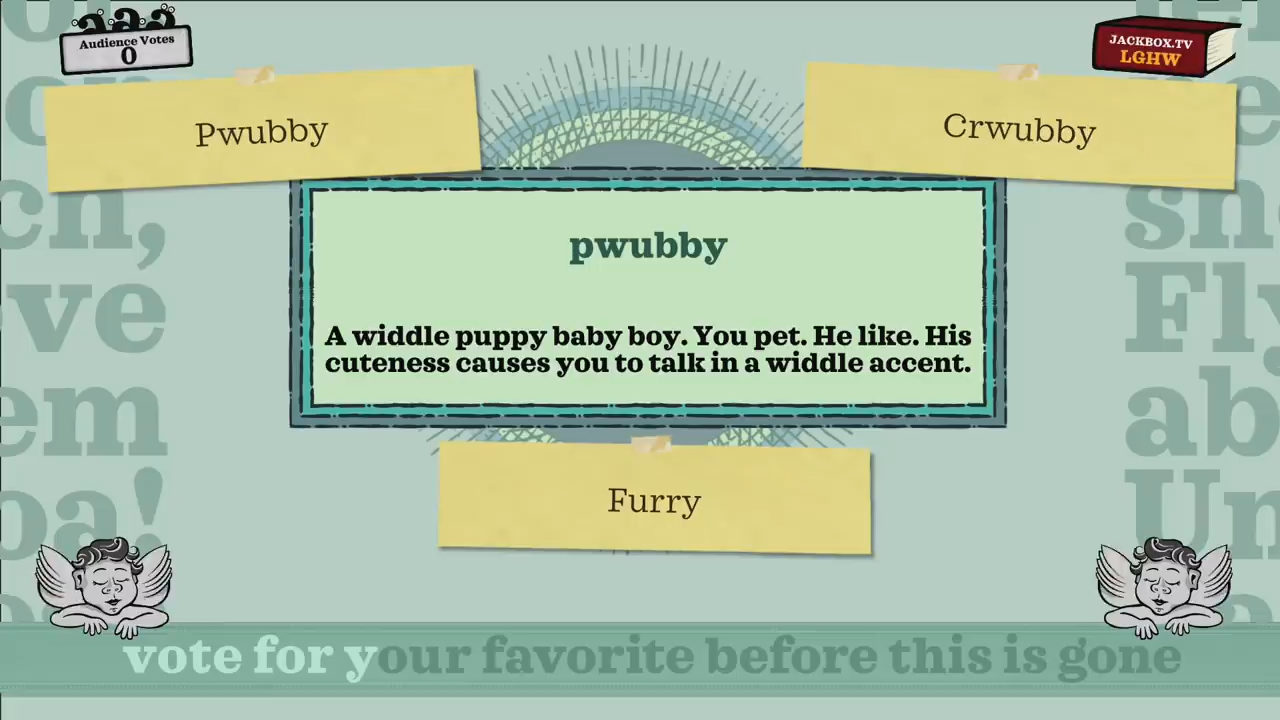 Audience Votes
0
JACKBOX.TV
LGHW
Pwubby
Crwubby
pwubby
A widdle puppy baby boy. You pet. He like. His
cuteness causes you to talk in a widdle accent.
Furry
vote for your favorite before this is gone